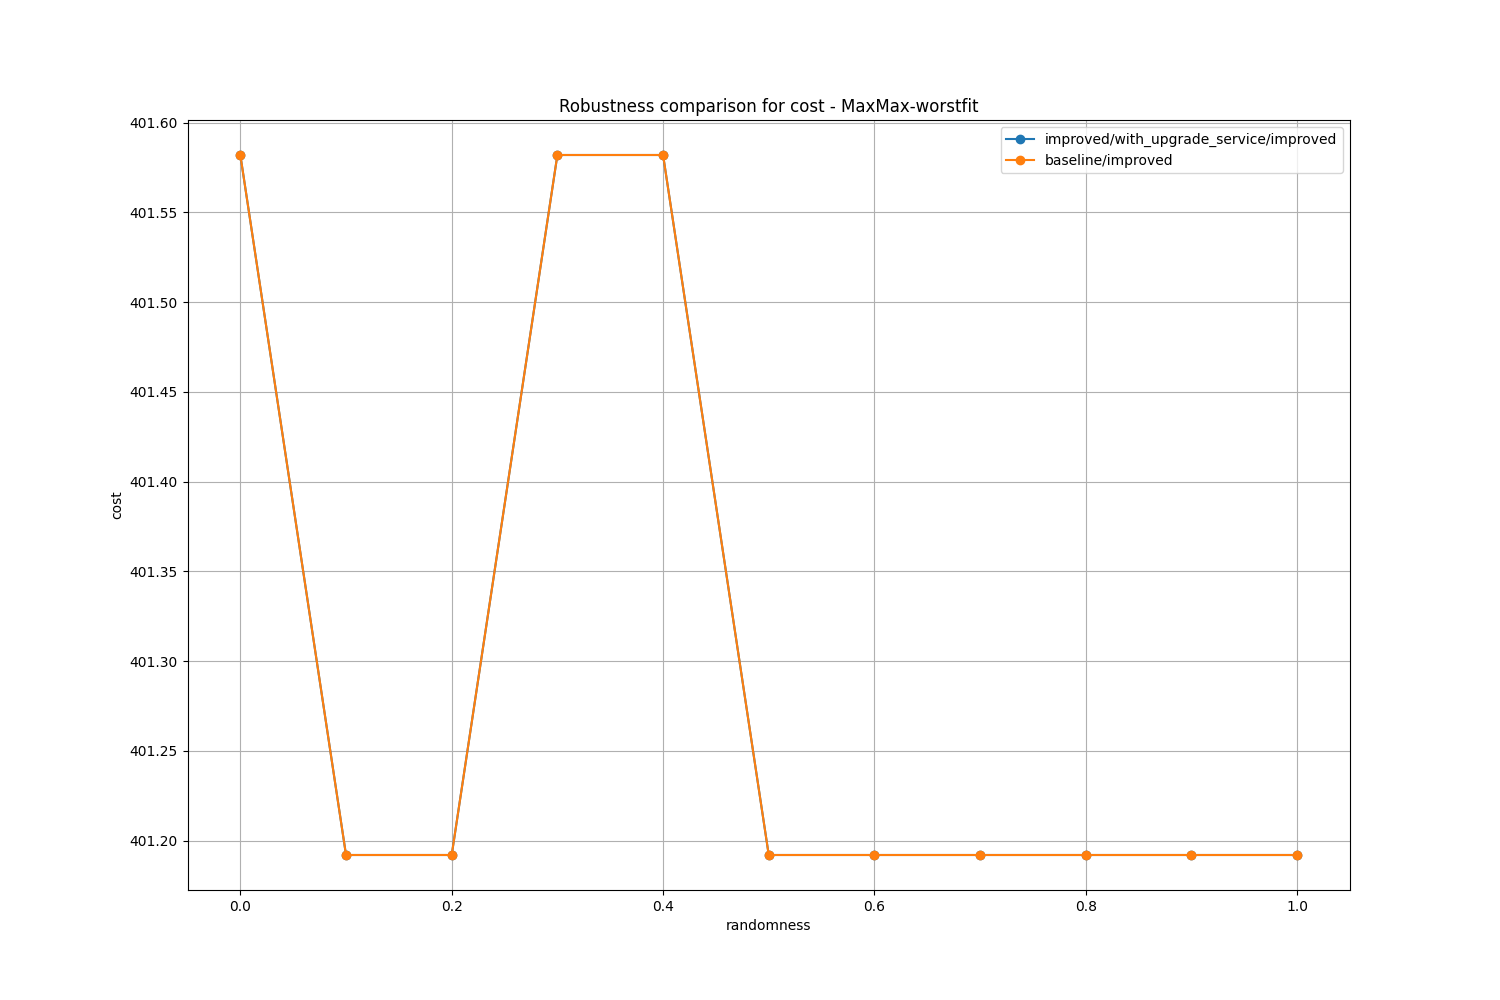 Robustness comparison for cost - MaxMax-worstfit
401.60
401.55
401.50
401.45
401.40
401.35
401.30
401.25
401.20
cost
improved/with_upgrade_service/improved
baseline/improved
0.0 0.2 0.4 0.6 0.8 1.0
randomness